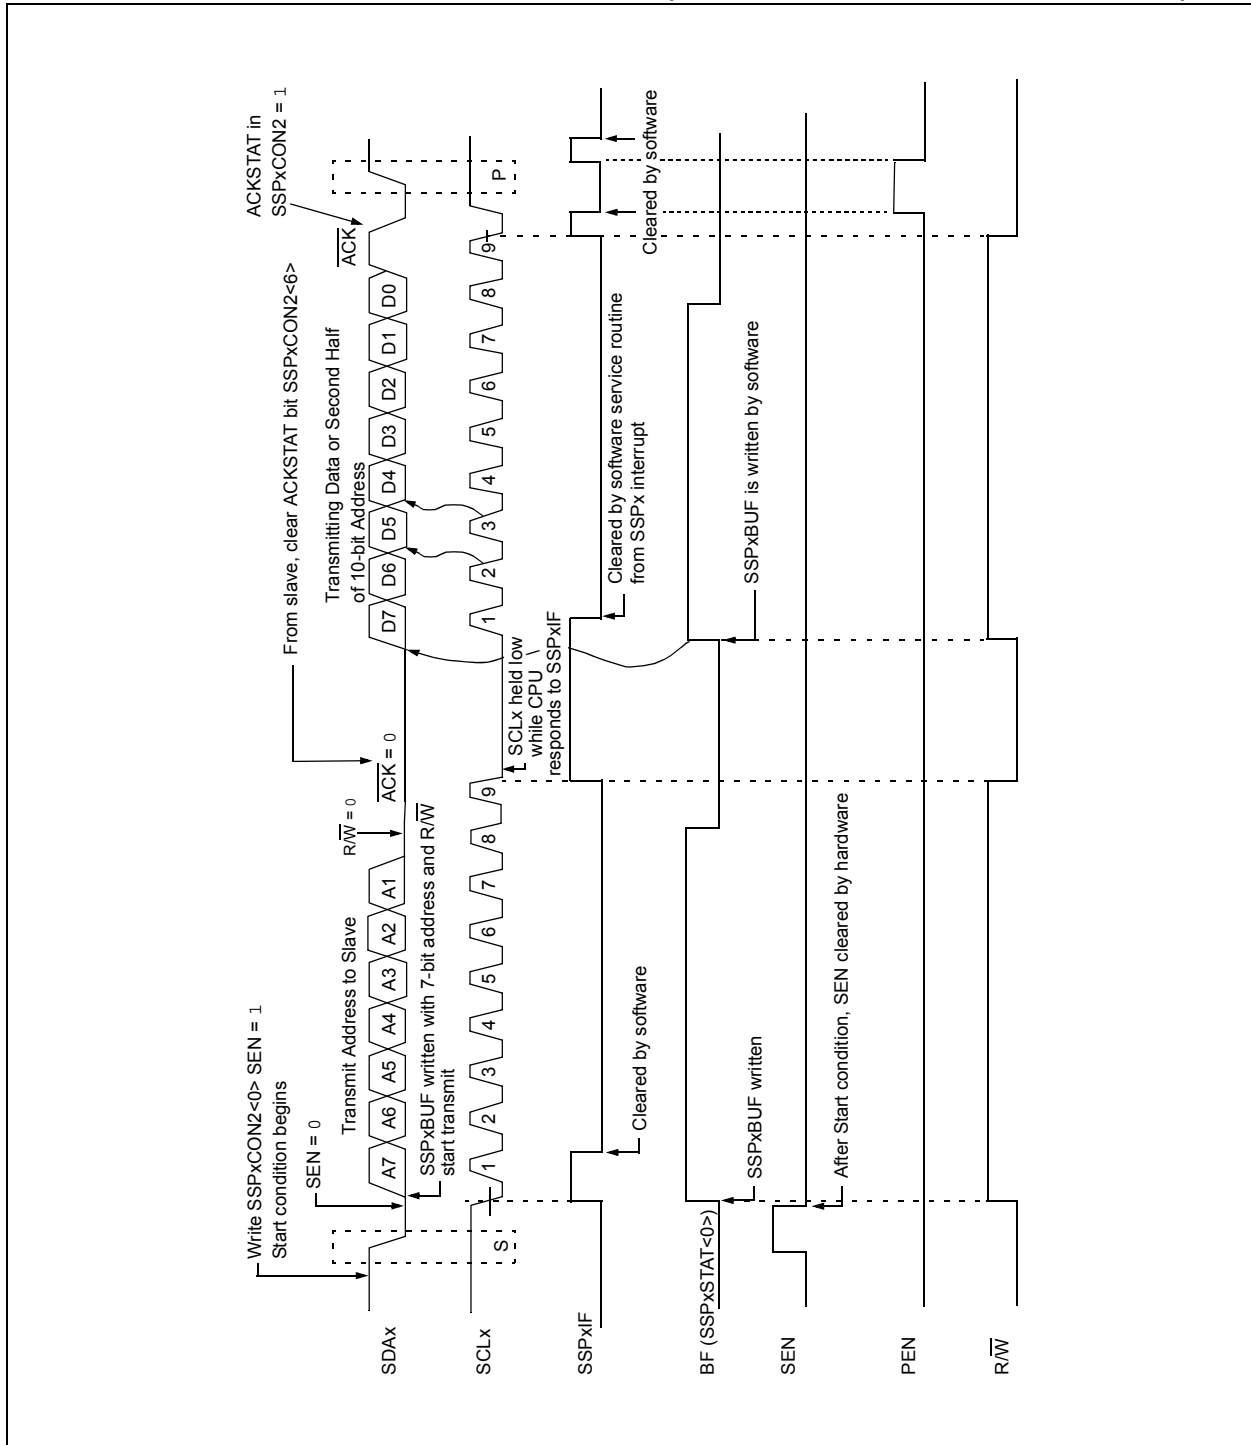 Write SSPxCON2<0> SEN = 1
Start condition begins
SEN = 0
Transmit Address to Slave
R/W = 0
ACK = 0
From slave, clear ACKSTAT bit SSPxCON2<6>
Transmitting Data or Second Half
of 10-bit Address
ACK
ACKSTAT in
SSPxCON2 = 1
SDAx
A7 A6 A5 A4 A3 A2 A1
D7 D6 D5 D4 D3 D2 D1 D0
SSPxBUF written with 7-bit address and R/W
start transmit
SCLx
S
1 2 3 4 5 6 7 8 9
1 2 3 4 5 6 7 8 9
P
SCLx held low
while CPU
responds to SSPxIF
SSPxIF
Cleared by software
Cleared by software service routine
from SSPx interrupt
Cleared by software
Cleared by software
BF (SSPxSTAT<0>)
SSPxBUF written
SSPxBUF is written by software
SEN
After Start condition, SEN cleared by hardware
PEN
R/W